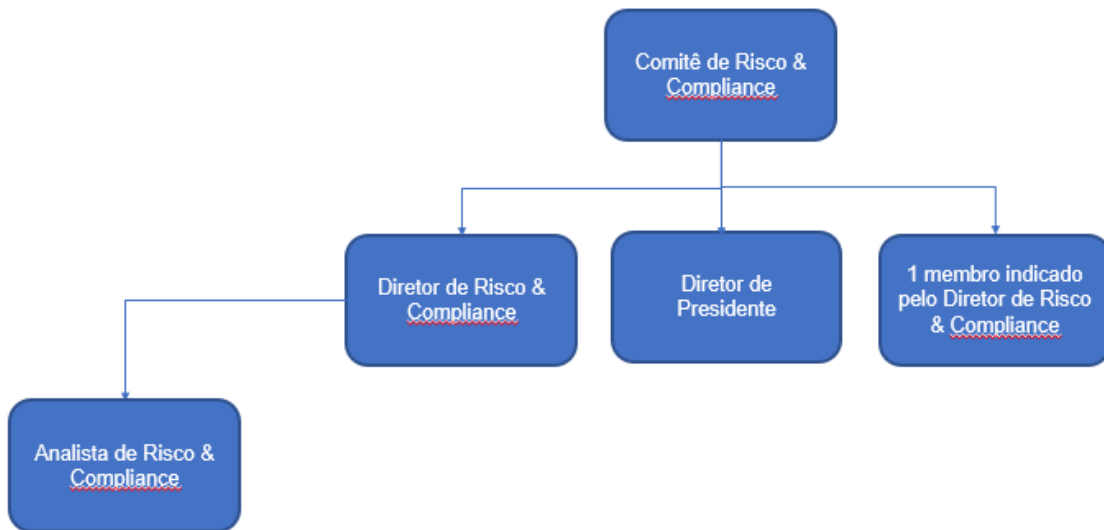 Comitê de Risco &
Compliance
Diretor de Risco &
Compliance
Diretor de
Presidente
1 membro indicado
pelo Diretor de Risco
& Compliance
Analista de Risco &
Compliance